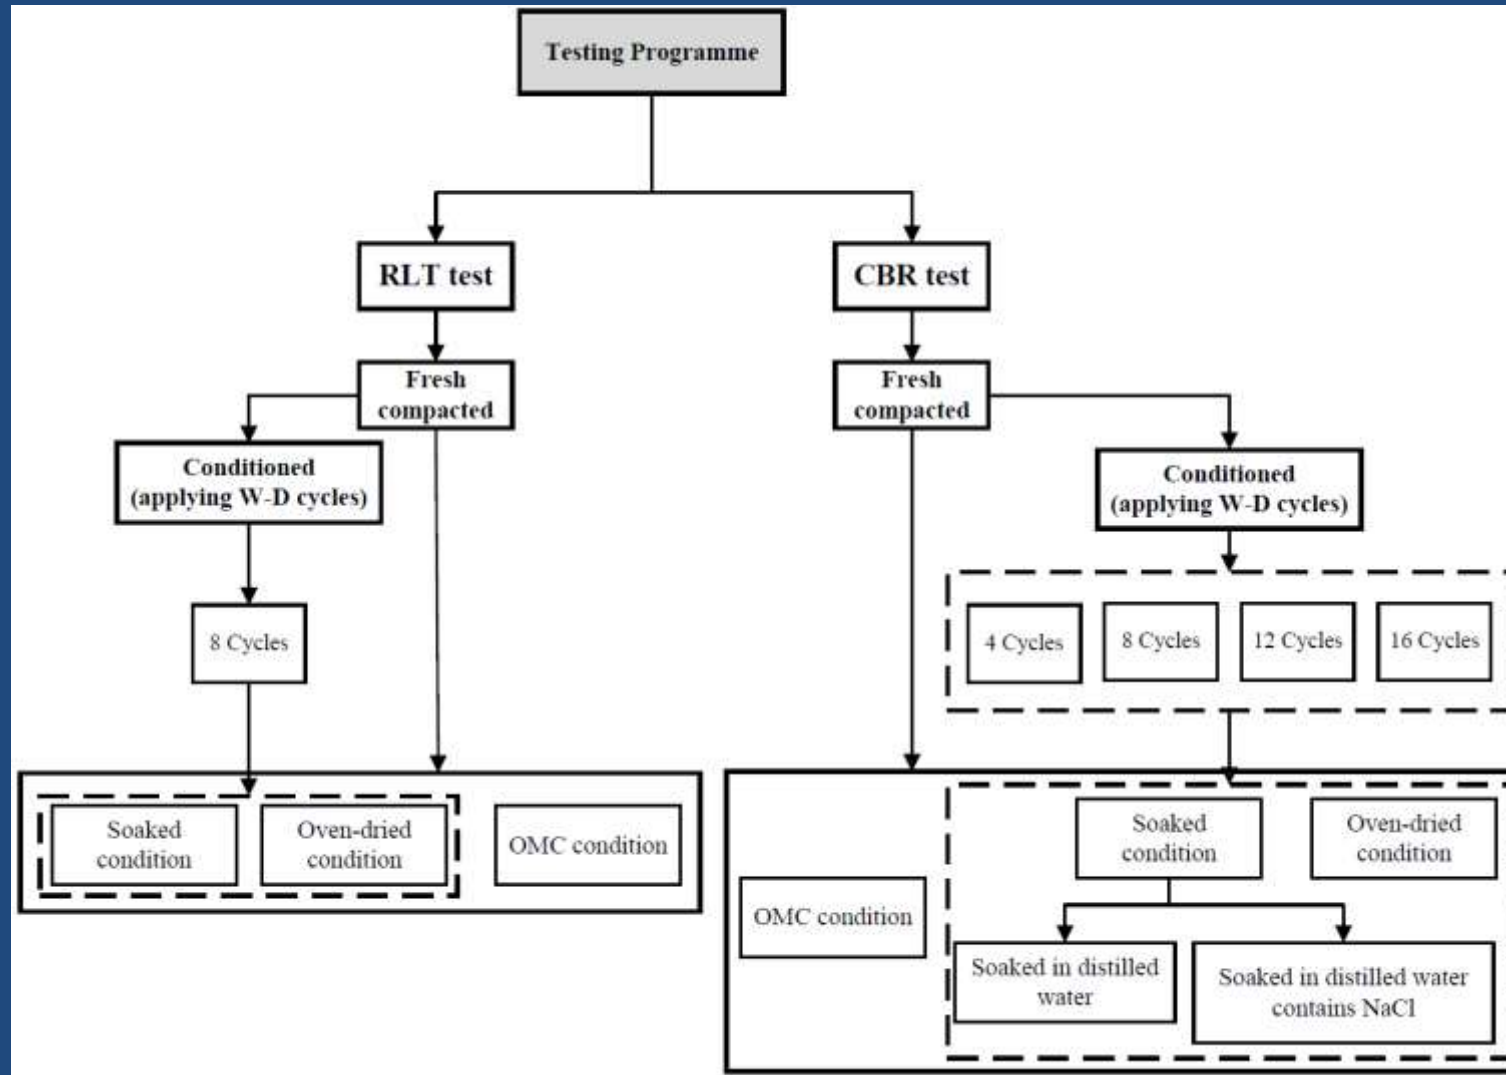 Testing Programme
RLT test
CBR test
Fresh
compacted
Fresh
compacted
Conditioned
(applying W-D cycles)
Conditioned
(applying W-D cycles)
8 Cycles
4 Cycles
8 Cycles
12 Cycles
16 Cycles
Soaked
condition
Oven-dried
condition
OMC condition
Soaked
condition
Oven-dried
condition
OMC condition
Soaked in distilled
water
Soaked in distilled water
contains NaCl